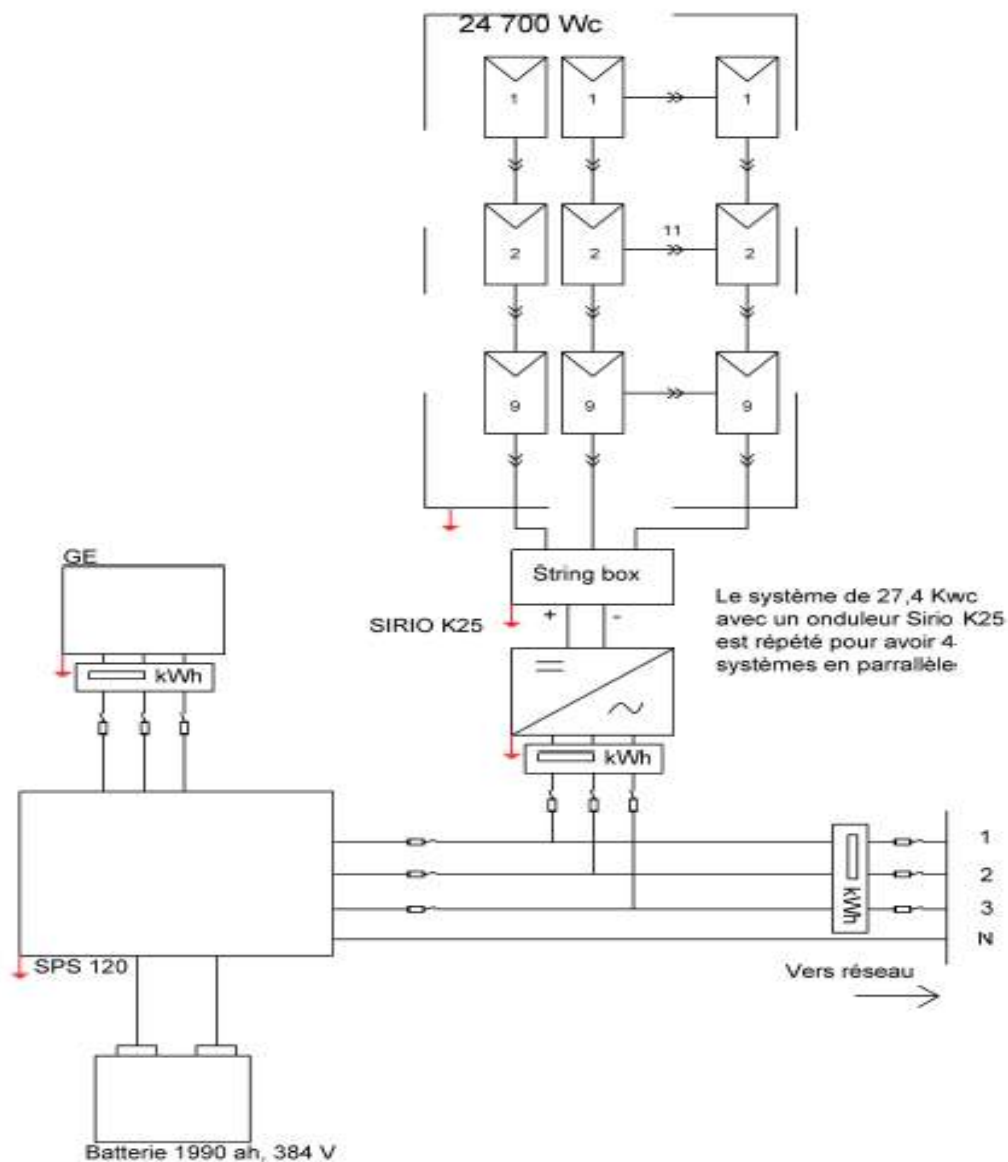 24 700 Wc
1 1 1
2 2 11 2
9 9 9
GE
kWh
String box
SIRIO K25
+ -
Le système de 27,4 Kwc
avec un onduleur Sirio K25
est répété pour avoir 4
systèmes en parrallèle
kWh
kWh
1
2
3
N
SPS 120
Vers réseau
Batterie 1990 ah, 384 V